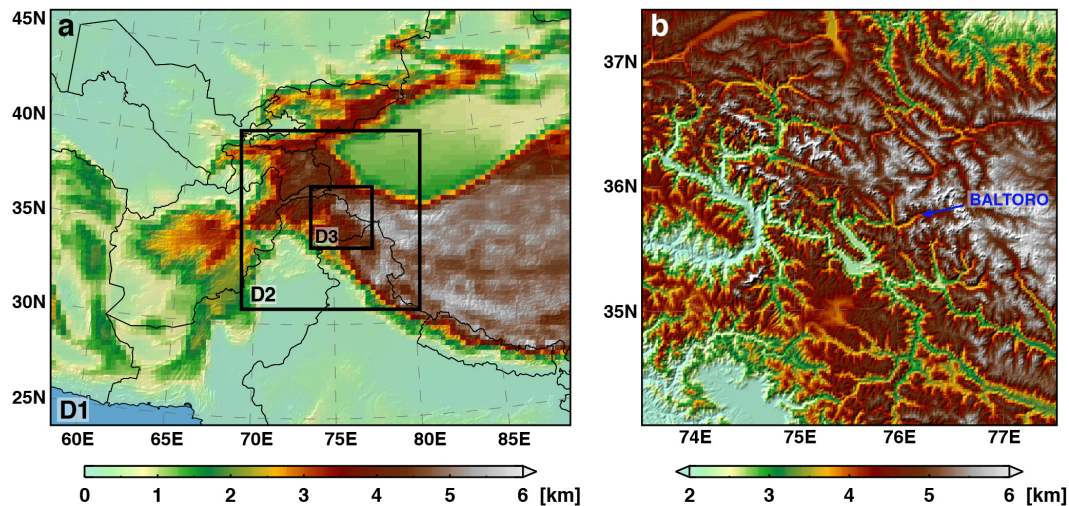 a
45N
40N
35N
30N
25N
D3
D2
D1
60E 65E 70E 75E 80E 85E
0 1 2 3 4 5 6 [km]
b
37N
36N
35N
BALTORO
74E 75E 76E 77E
2 3 4 5 6 [km]